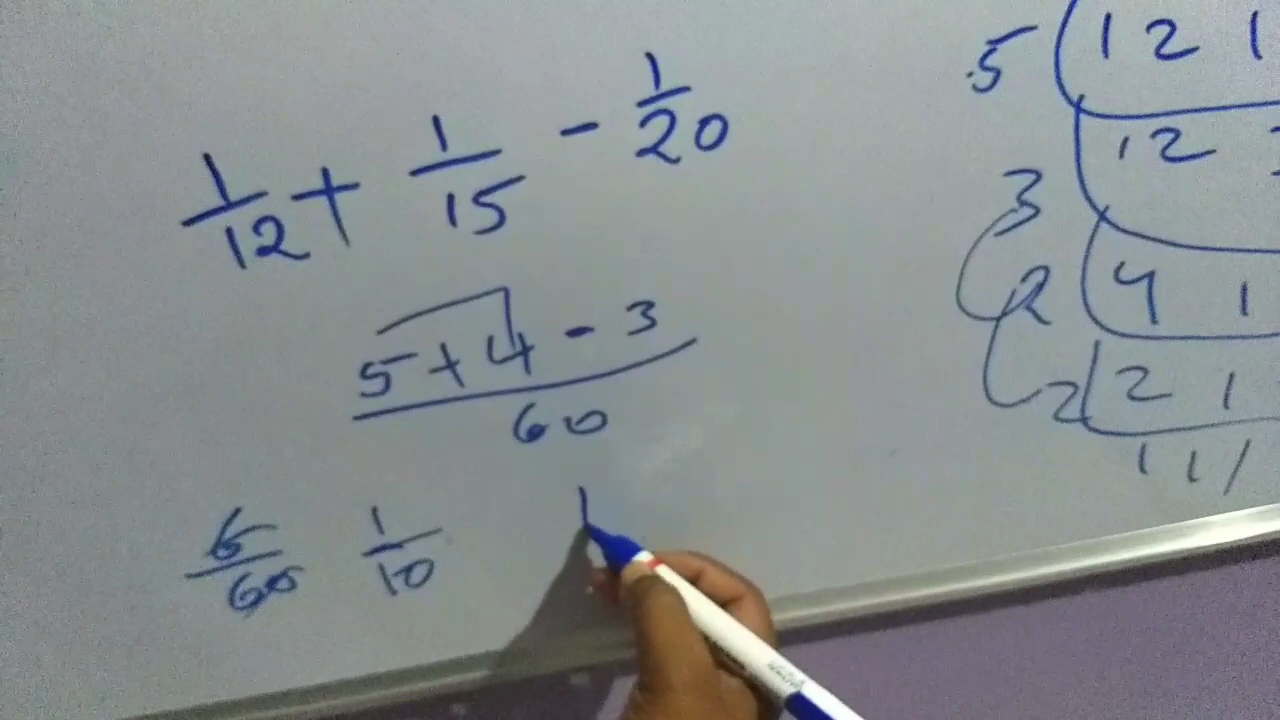 1/12 + 1/15 - 1/20
5+4-3
60
6/60 1/10 1
5 12 1
12
3
2 4 1
2 2 1
1 1 /